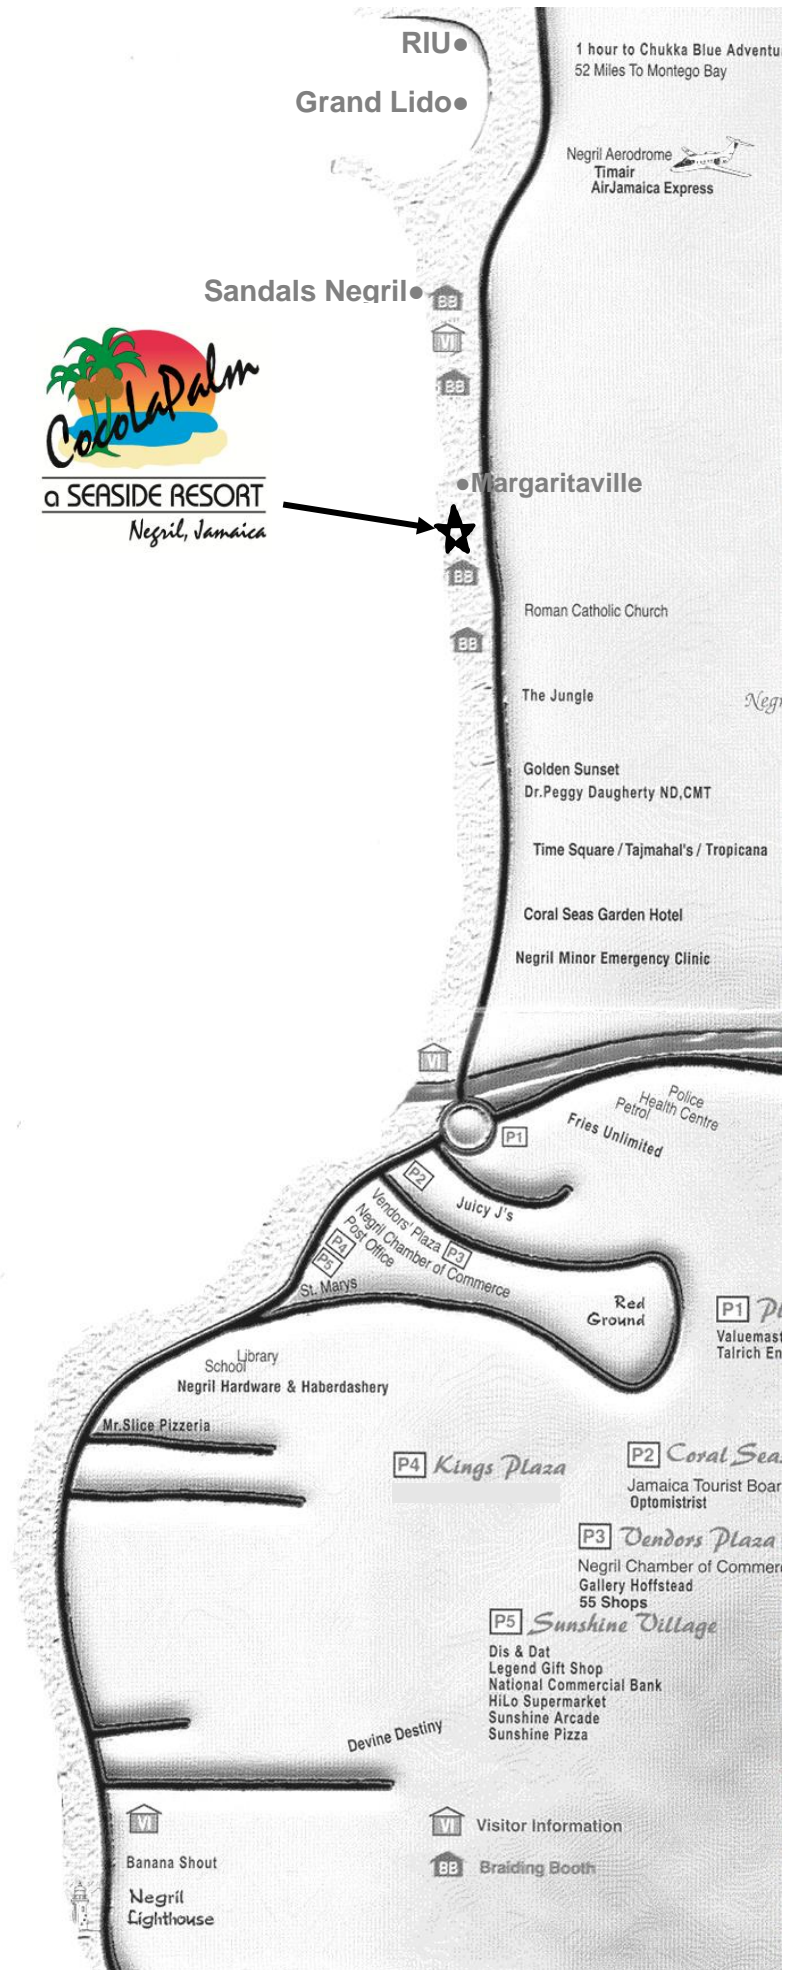 RIU
1 hour to Chukka Blue Adventu
52 Miles To Montego Bay
Grand Lido
Negril Aerodrome
Timair
AirJamaica Express
Sandals Negril
BB
VI
BB
CocoLaPalm
a SEASIDE RESORT
Negril, Jamaica
Margaritaville
BB
Roman Catholic Church
BB
The Jungle
Negr
Golden Sunset
Dr.Peggy Daugherty ND,CMT
Time Square / Tajmahal's / Tropicana
Coral Seas Garden Hotel
Negril Minor Emergency Clinic
VI
Police
Health Centre
Petrol
Fries Unlimited
P1
P2
Juicy J's
Vendors' Plaza P3
Negril Chamber of Commerce
Post Office
P4
P5
St. Marys
Red
Ground
P1 Pl
Valuemast
Talrich En
Library
School
Negril Hardware & Haberdashery
Mr.Slice Pizzeria
P4 Kings Plaza
P2 Coral Sea
Jamaica Tourist Boar
Optomistrist
P3 Vendors Plaza
Negril Chamber of Commer
Gallery Hoffstead
55 Shops
P5 Sunshine Village
Dis & Dat
Legend Gift Shop
National Commercial Bank
HiLo Supermarket
Sunshine Arcade
Sunshine Pizza
Devine Destiny
VI
VI Visitor Information
Banana Shout
BB Braiding Booth
Negril
Lighthouse